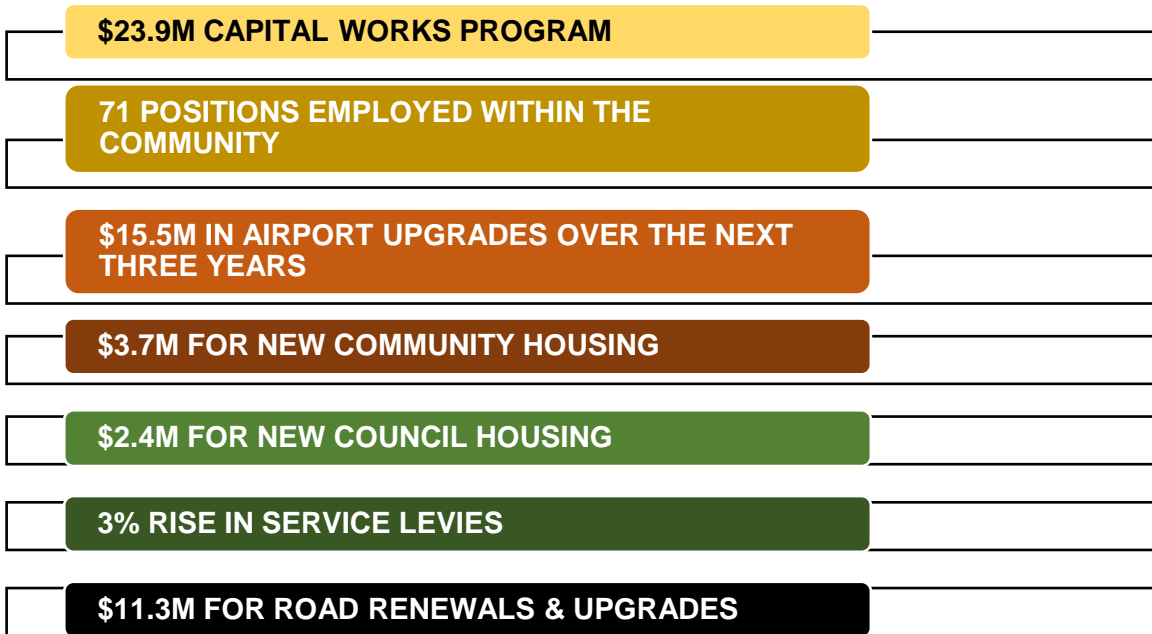 $23.9M CAPITAL WORKS PROGRAM
71 POSITIONS EMPLOYED WITHIN THE
COMMUNITY
$15.5M IN AIRPORT UPGRADES OVER THE NEXT
THREE YEARS
$3.7M FOR NEW COMMUNITY HOUSING
$2.4M FOR NEW COUNCIL HOUSING
3% RISE IN SERVICE LEVIES
$11.3M FOR ROAD RENEWALS & UPGRADES